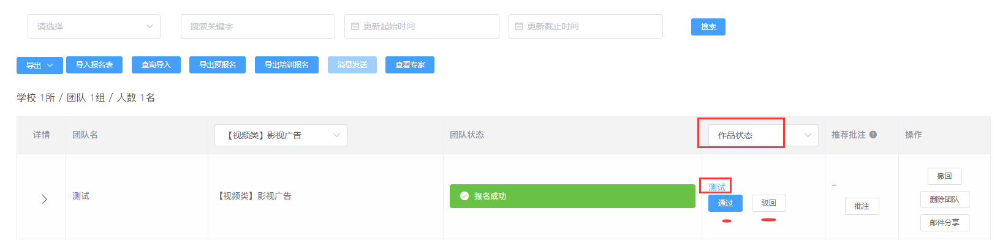 请选择 搜索关键字 更新起始时间 更新截止时间 搜索
导出 导入报名表 查询导入 导出预报名 导出培训报名 消息发送 查看专家
学校 1所 / 团队 1组 / 人数 1名
详情 团队名 【视频类】影视广告 团队状态 作品状态 推荐批注 操作
测试 【视频类】影视广告 报名成功 测试 – 撤回
通过 驳回 批注 删除团队
邮件分享